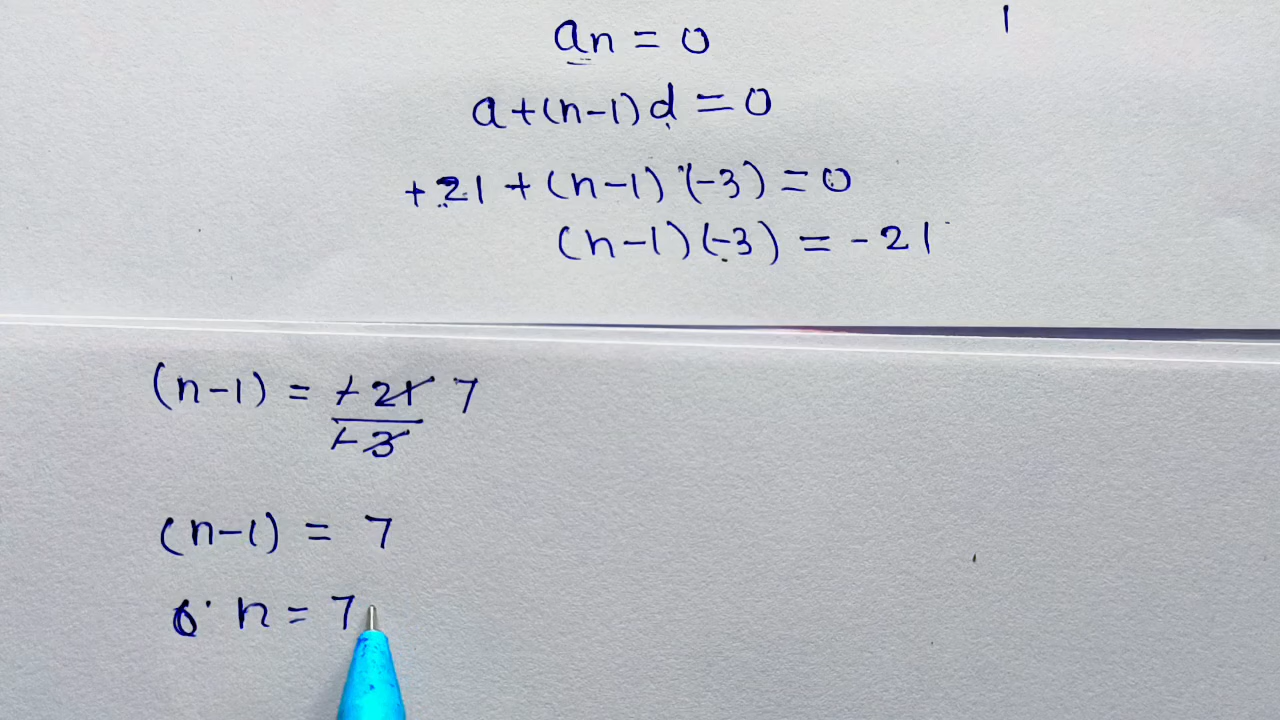 an = 0
a+(n-1)d = 0
+21 + (n-1) (-3) = 0
(n-1)(-3) = -21
(n-1) = -21/-3 7
(n-1) = 7
n = 7